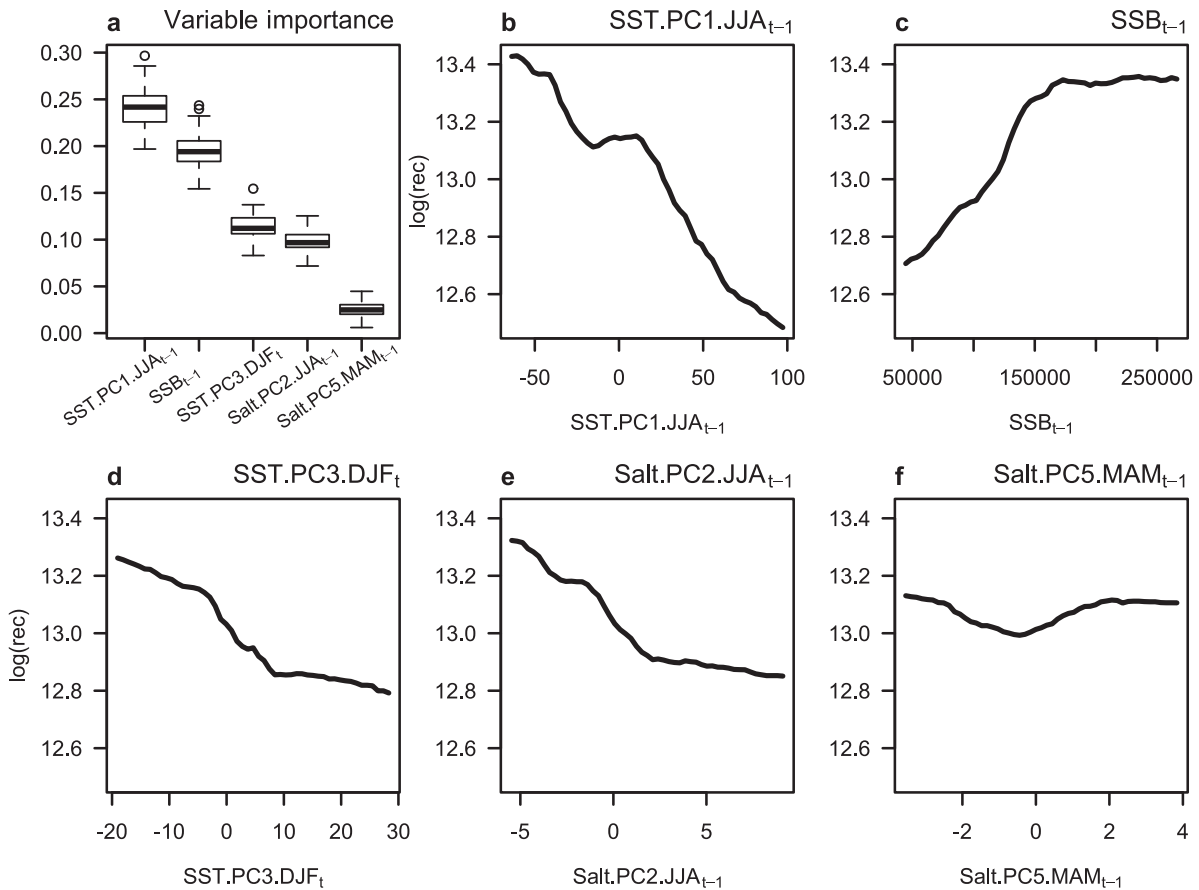 a Variable importance
0.30
0.25
0.20
0.15
0.10
0.05
0.00
SST.PC1.JJAt–1
SSBt–1
SST.PC3.DJFt
Salt.PC2.JJAt–1
Salt.PC5.MAMt–1
b SST.PC1.JJAt–1
log(rec)
13.4
13.2
13.0
12.8
12.6
-50 0 50 100
SST.PC1.JJAt–1
c SSBt–1
13.4
13.2
13.0
12.8
12.6
50000 150000 250000
SSBt–1
d SST.PC3.DJFt
log(rec)
13.4
13.2
13.0
12.8
12.6
-20 -10 0 10 20 30
SST.PC3.DJFt
e Salt.PC2.JJAt–1
13.4
13.2
13.0
12.8
12.6
-5 0 5
Salt.PC2.JJAt–1
f Salt.PC5.MAMt–1
13.4
13.2
13.0
12.8
12.6
-2 0 2 4
Salt.PC5.MAMt–1